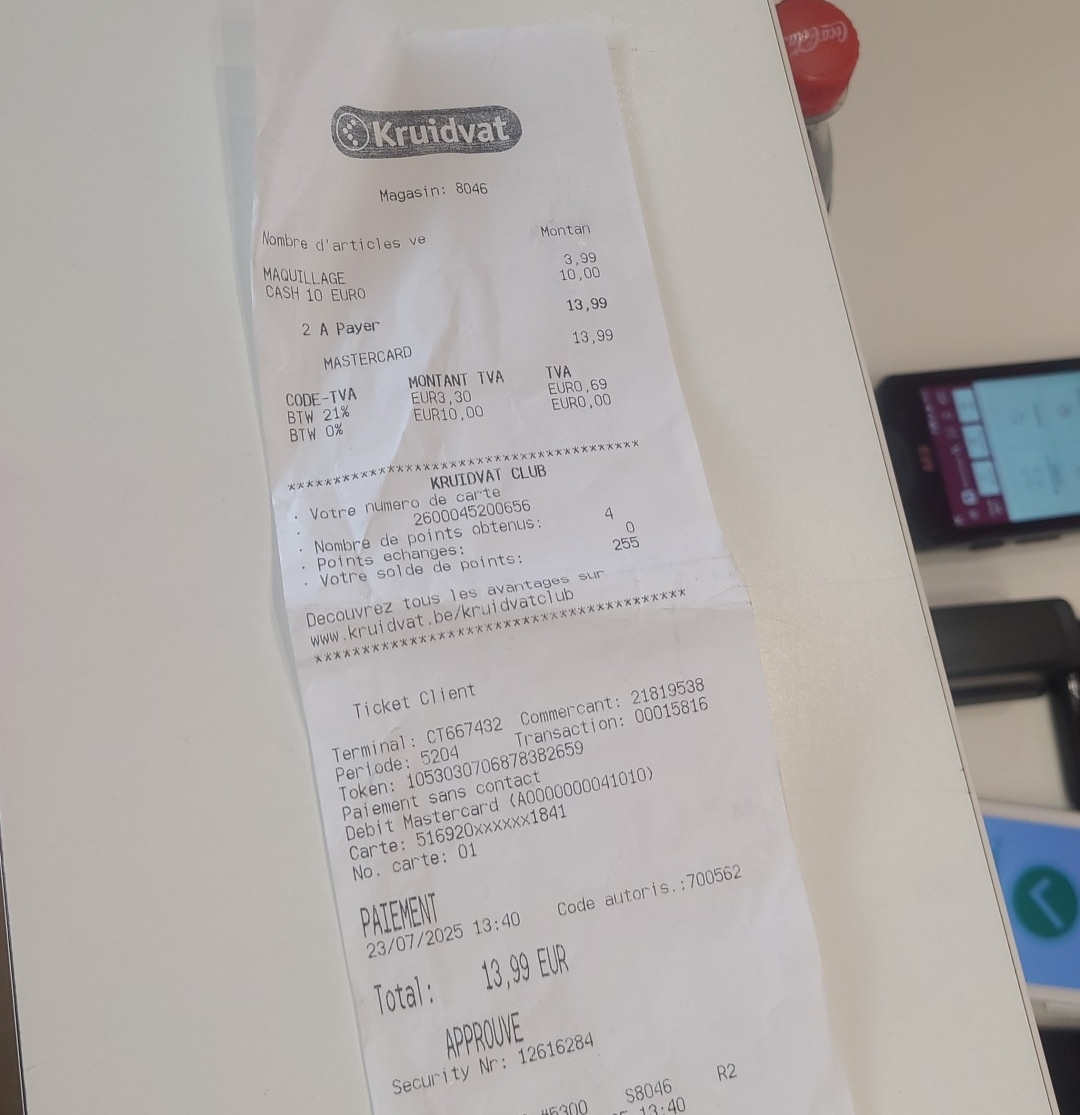 Kruidvat
Magasin: 8046
Nombre d'articles ve Montan
MAQUILLAGE 3,99
CASH 10 EURO 10,00
2 A Payer 13,99
MASTERCARD 13,99
CODE-TVA MONTANT TVA TVA
BTW 21% EUR3,30 EUR0,69
BTW 0% EUR10,00 EUR0,00
****************************************
KRUIDVAT CLUB
. Votre numero de carte
. 2600045200656
. Nombre de points obtenus: 4
. Points echanges: 0
. Votre solde de points: 255
Decouvrez tous les avantages sur
www.kruidvat.be/kruidvatclub
****************************************
Ticket Client
Terminal: CT667432 Commercant: 21819538
Periode: 5204 Transaction: 00015816
Token: 1053030706878382659
Paiement sans contact
Debit Mastercard (A0000000041010)
Carte: 516920xxxxxx1841
No. carte: 01
PAIEMENT
23/07/2025 13:40 Code autoris.:700562
Total: 13,99 EUR
APPROUVE
Security Nr: 12616284
S8046 R2
13:40
Coca-Cola